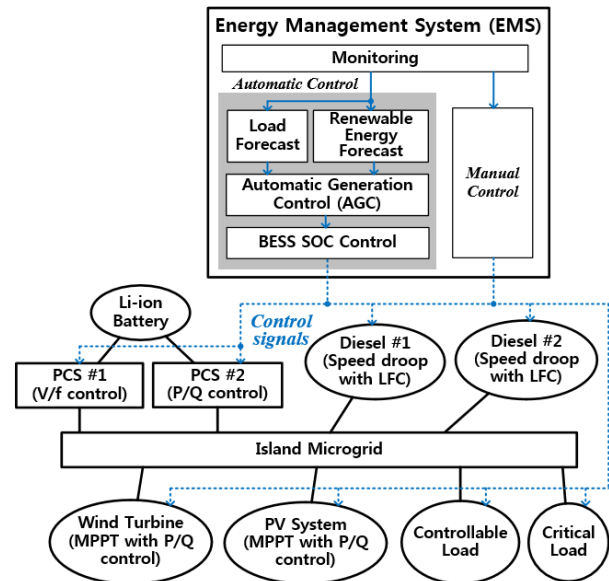 Energy Management System (EMS)
Monitoring
Automatic Control
Load
Forecast
Renewable
Energy
Forecast
Manual
Control
Automatic Generation
Control (AGC)
BESS SOC Control
Li-ion
Battery
Control
signals
Diesel #1
(Speed droop
with LFC)
Diesel #2
(Speed droop
with LFC)
PCS #1
(V/f control)
PCS #2
(P/Q control)
Island Microgrid
Wind Turbine
(MPPT with P/Q
control)
PV System
(MPPT with P/Q
control)
Controllable
Load
Critical
Load